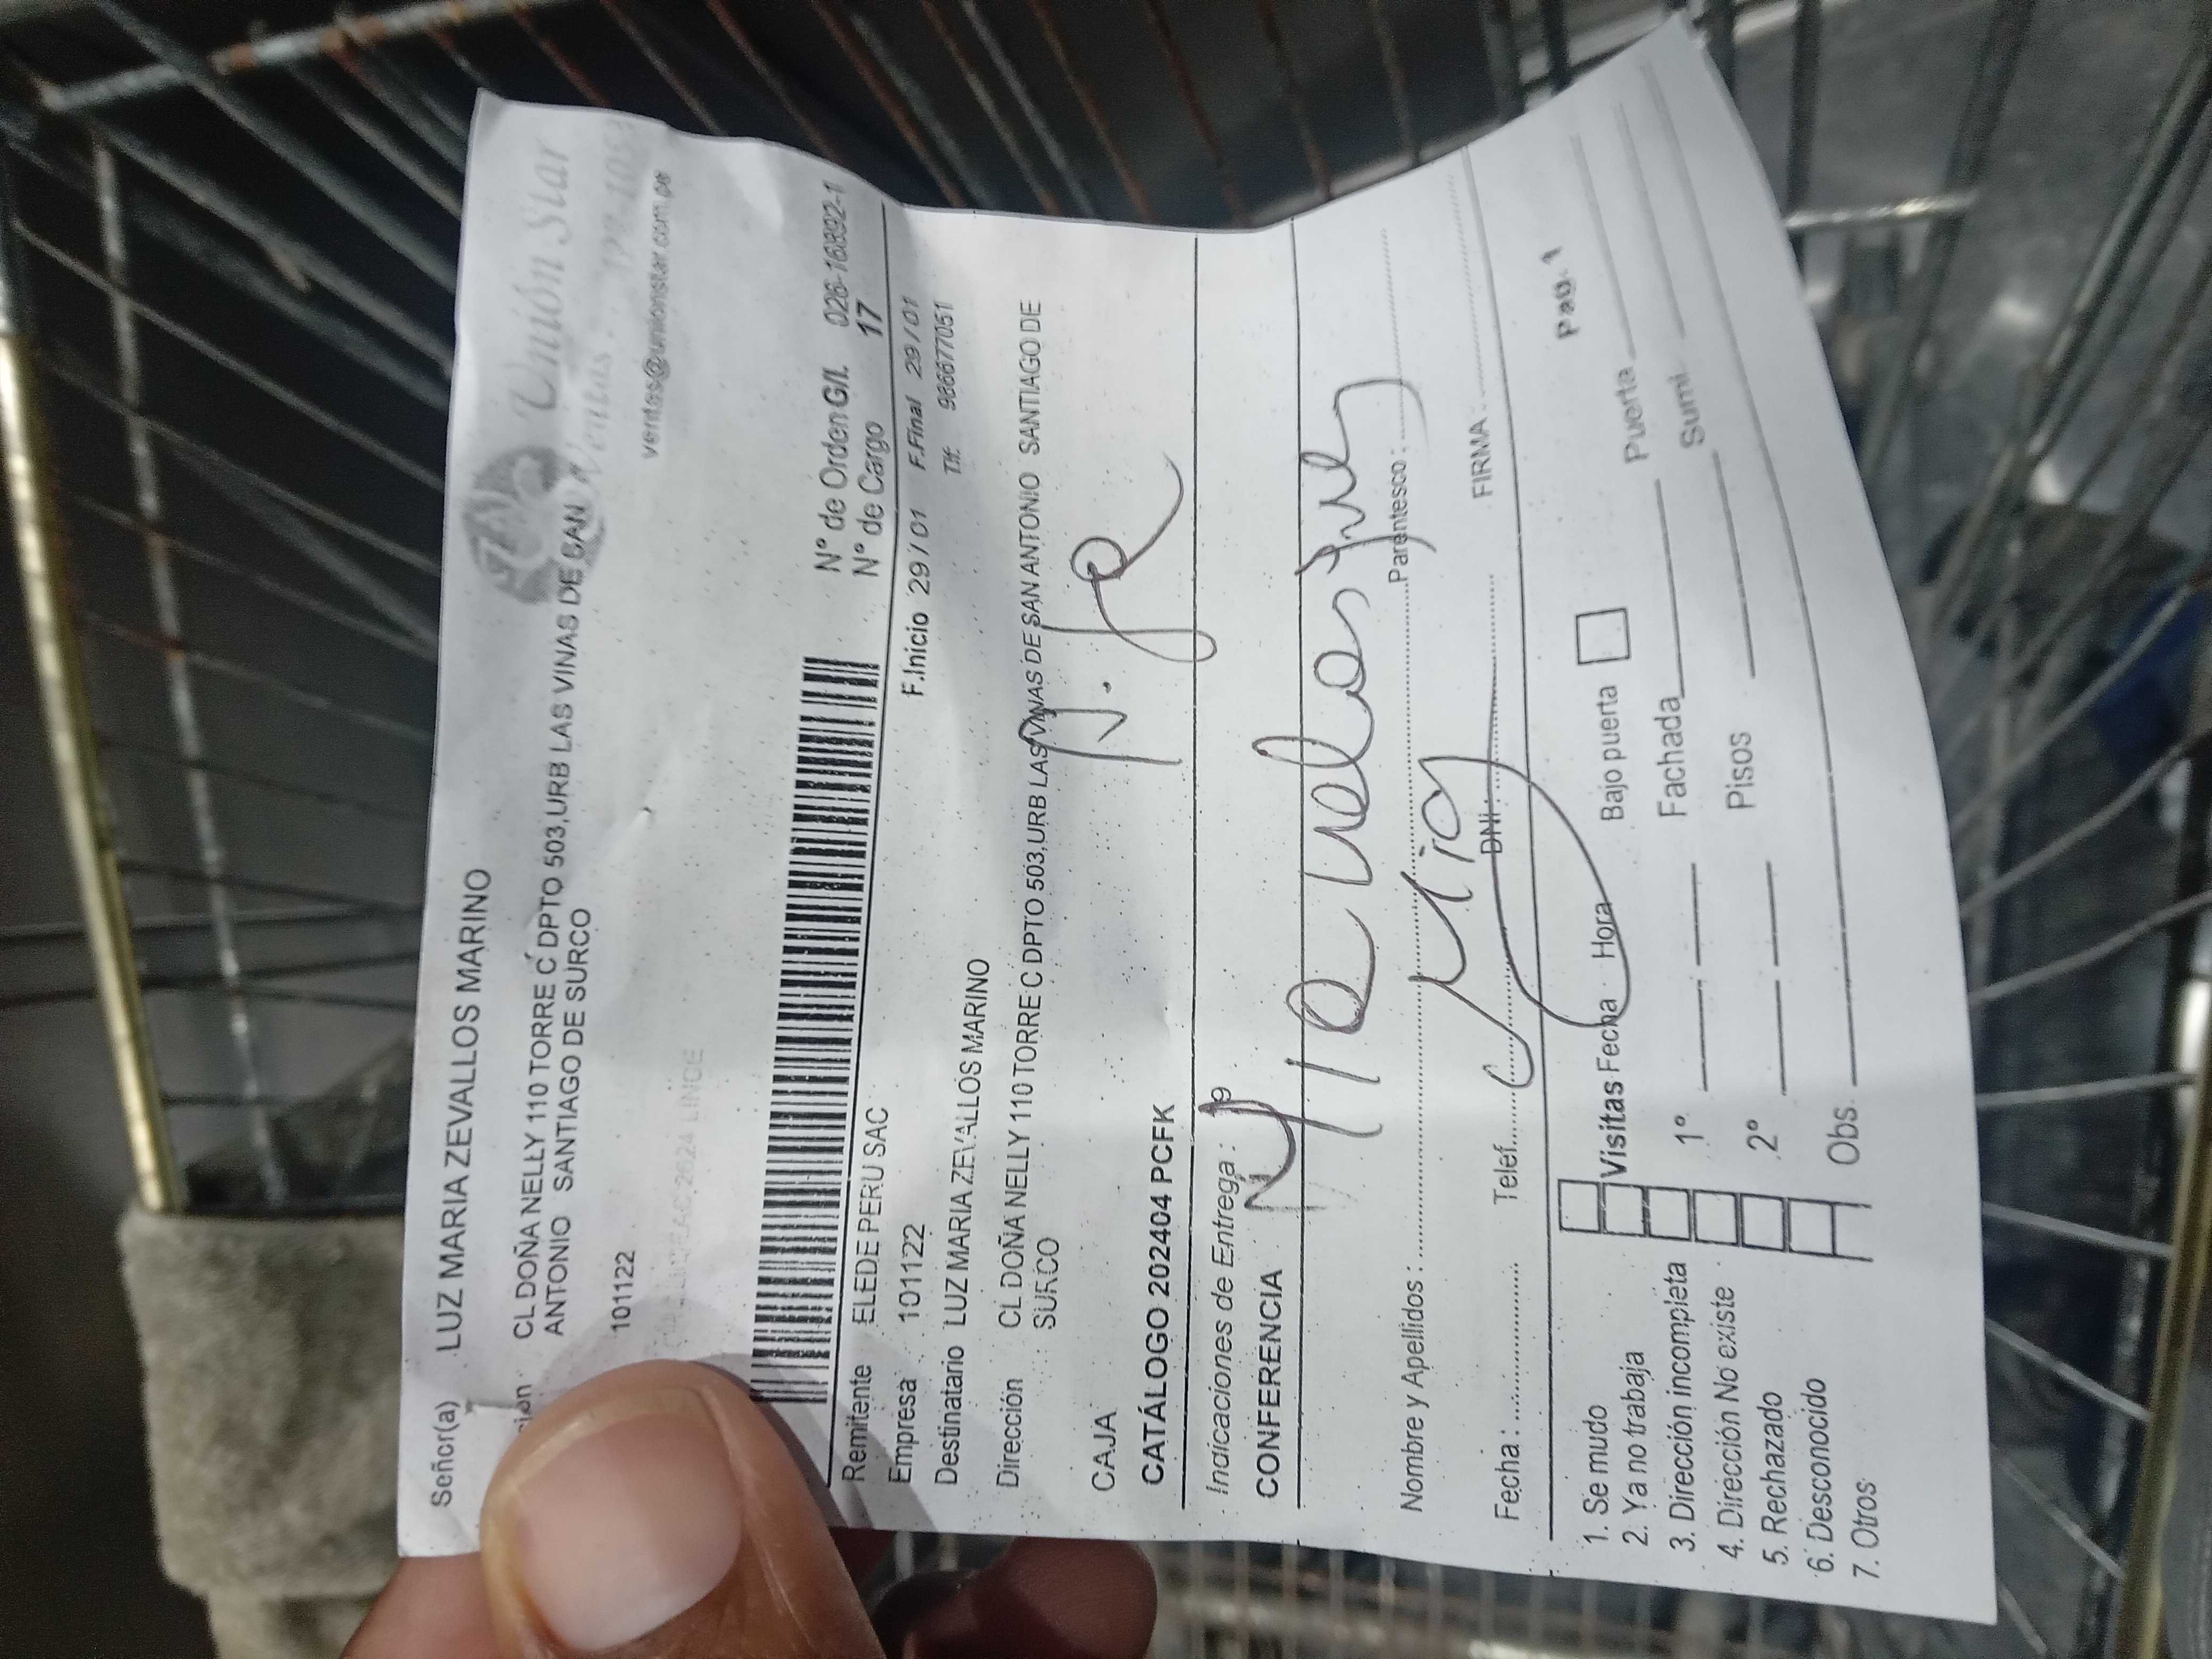 Señor(a) LUZ MARIA ZEVALLOS MARINO
CL DOÑA NELLY 110 TORRE C DPTO 503,URB LAS VINAS DE SAN
ANTONIO SANTIAGO DE SURCO
101122
Unión Star
Ventas
ventas@unionstar.com.pe
N° de Orden G/l. 026-16892-1
N° de Cargo 17
Remitente ELEDE PERU SAC
F.Inicio 29/01 F.Final 29/01
Empresa 101122
Tlf: 986677051
Destinatario LUZ MARIA ZEVALLOS MARINO
Dirección CL DOÑA NELLY 110 TORRE C DPTO 503,URB LAS VINAS DE SAN ANTONIO SANTIAGO DE
SURCO
CAJA
CATÁLOGO 202404 PCFK
Indicaciones de Entrega : 19
CONFERENCIA
Nombre y Apellidos : Parentesco :
Fecha : Telef. DNI: FIRMA :
Pag. 1
1. Se mudo
2. Ya no trabaja
3. Dirección incompleta
4. Dirección No existe
5. Rechazado
6. Desconocido
7. Otros
Visitas Fecha Hora Bajo puerta
1° Fachada Puerta
2° Pisos Sumi.
Obs.